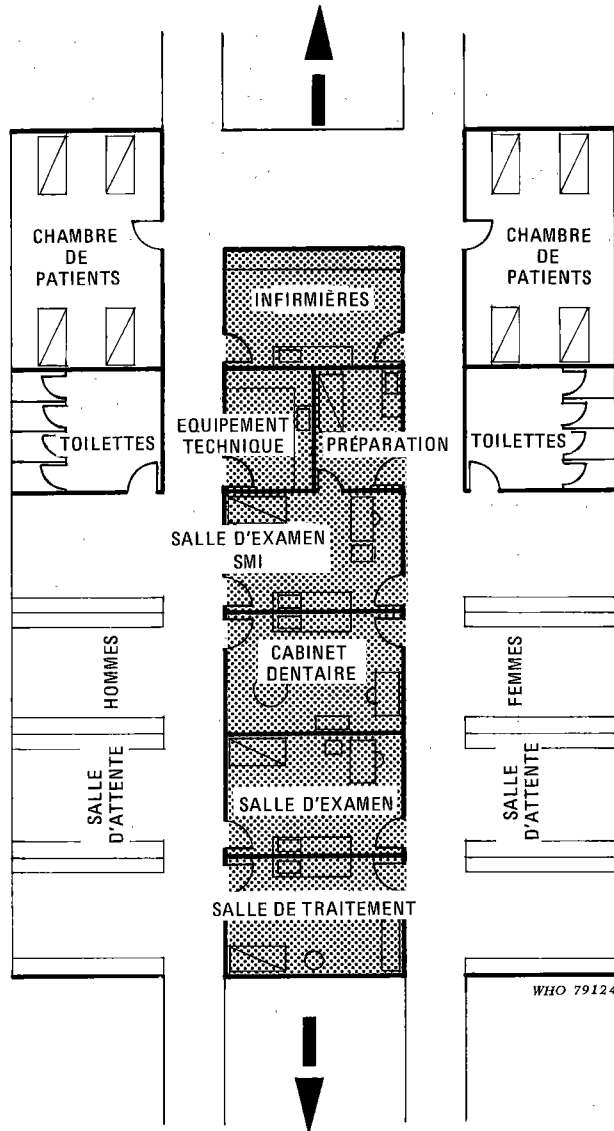 CHAMBRE
DE
PATIENTS
CHAMBRE
DE
PATIENTS
INFIRMIÈRES
TOILETTES
EQUIPEMENT
TECHNIQUE
PRÉPARATION
TOILETTES
SALLE D'EXAMEN
SMI
HOMMES
CABINET
DENTAIRE
FEMMES
SALLE
D'ATTENTE
SALLE D'EXAMEN
SALLE
D'ATTENTE
SALLE DE TRAITEMENT
WHO 79124